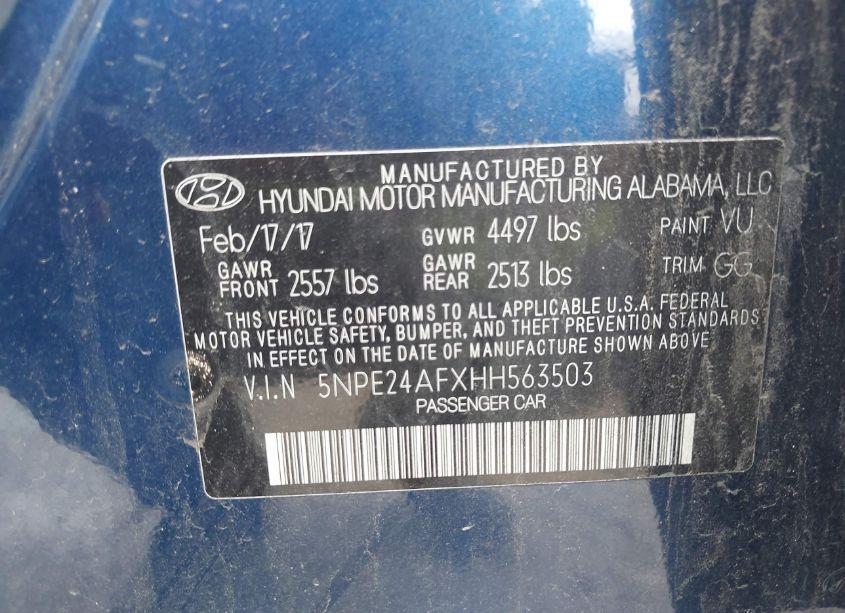 MANUFACTURED BY
HYUNDAI MOTOR MANUFACTURING ALABAMA, LLC
Feb/17/17 GVWR 4497 lbs PAINT VU
GAWR FRONT 2557 lbs GAWR REAR 2513 lbs TRIM GG
THIS VEHICLE CONFORMS TO ALL APPLICABLE U.S.A. FEDERAL
MOTOR VEHICLE SAFETY, BUMPER, AND THEFT PREVENTION STANDARDS
IN EFFECT ON THE DATE OF MANUFACTURE SHOWN ABOVE
V.I.N 5NPE24AFXHH563503
PASSENGER CAR